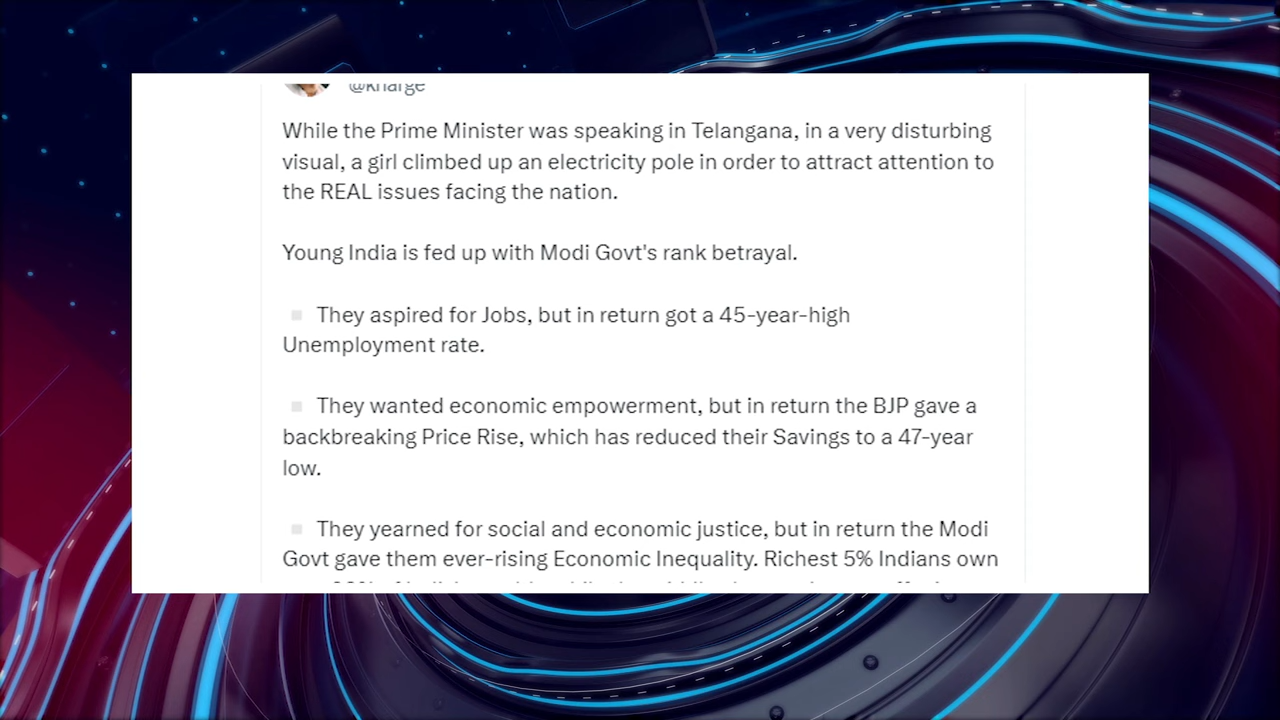 @kharge
While the Prime Minister was speaking in Telangana, in a very disturbing
visual, a girl climbed up an electricity pole in order to attract attention to
the REAL issues facing the nation.
Young India is fed up with Modi Govt's rank betrayal.
They aspired for Jobs, but in return got a 45-year-high
Unemployment rate.
They wanted economic empowerment, but in return the BJP gave a
backbreaking Price Rise, which has reduced their Savings to a 47-year
low.
They yearned for social and economic justice, but in return the Modi
Govt gave them ever-rising Economic Inequality. Richest 5% Indians own